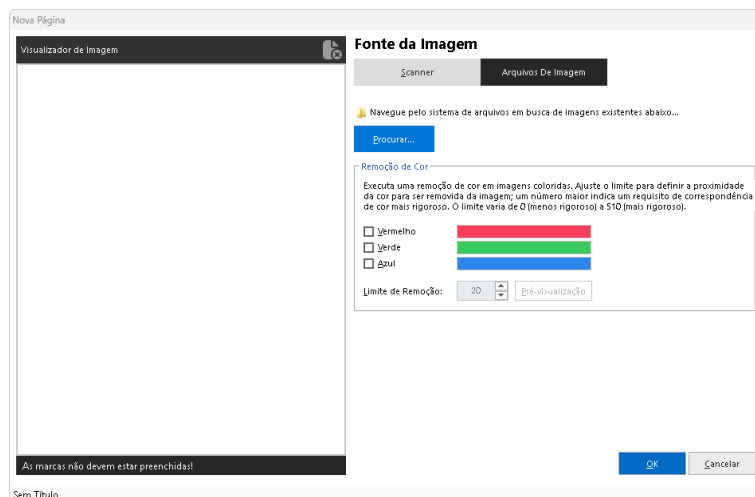 Nova Página
Visualizador de Imagem
Fonte da Imagem
Scanner
Arquivos De Imagem
Navegue pelo sistema de arquivos em busca de imagens existentes abaixo...
Procurar...
Remoção de Cor
Executa uma remoção de cor em imagens coloridas. Ajuste o limite para definir a proximidade
da cor para ser removida da imagem; um número maior indica um requisito de correspondência
de cor mais rigoroso. O limite varia de 0 (menos rigoroso) a 510 (mais rigoroso).
Vermelho
Verde
Azul
Limite de Remoção:
20
Pré-visualização
As marcas não devem estar preenchidas!
OK
Cancelar
Sem Título